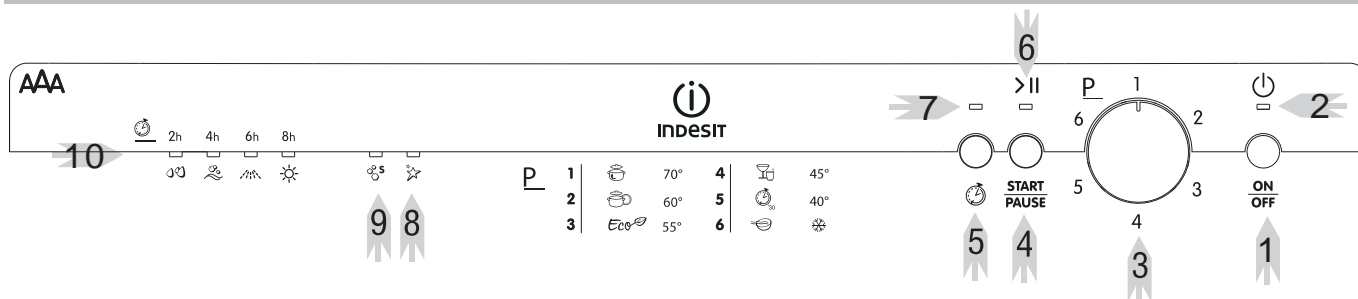 AAA
2h 4h 6h 8h
10
S
9 8
INDESIT
P 1 70° 4 45°
2 60° 5 30 40°
3 Eco 55° 6
7
6
>II
P 1
2
3
4
5
6
START
PAUSE
ON
OFF
5 4 3 1
2